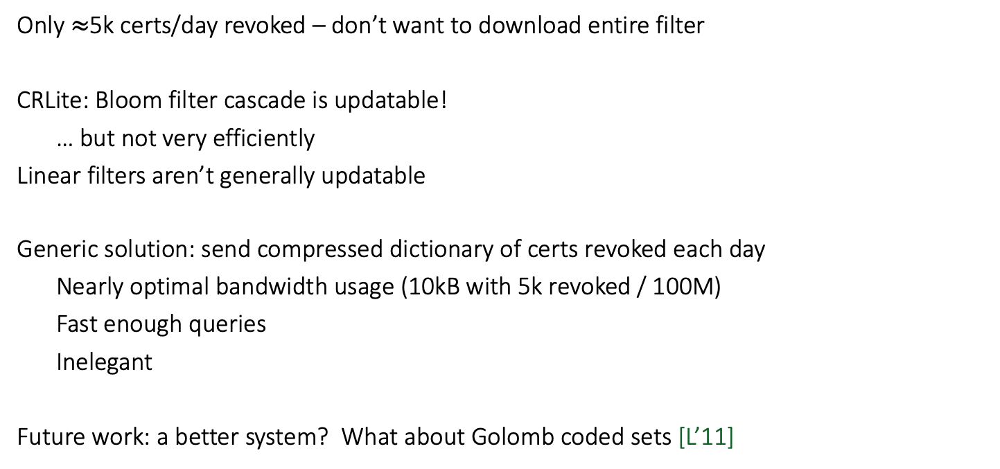 Only ≈5k certs/day revoked – don’t want to download entire filter
CRLite: Bloom filter cascade is updatable!
… but not very efficiently
Linear filters aren’t generally updatable
Generic solution: send compressed dictionary of certs revoked each day
Nearly optimal bandwidth usage (10kB with 5k revoked / 100M)
Fast enough queries
Inelegant
Future work: a better system?  What about Golomb coded sets [L’11]